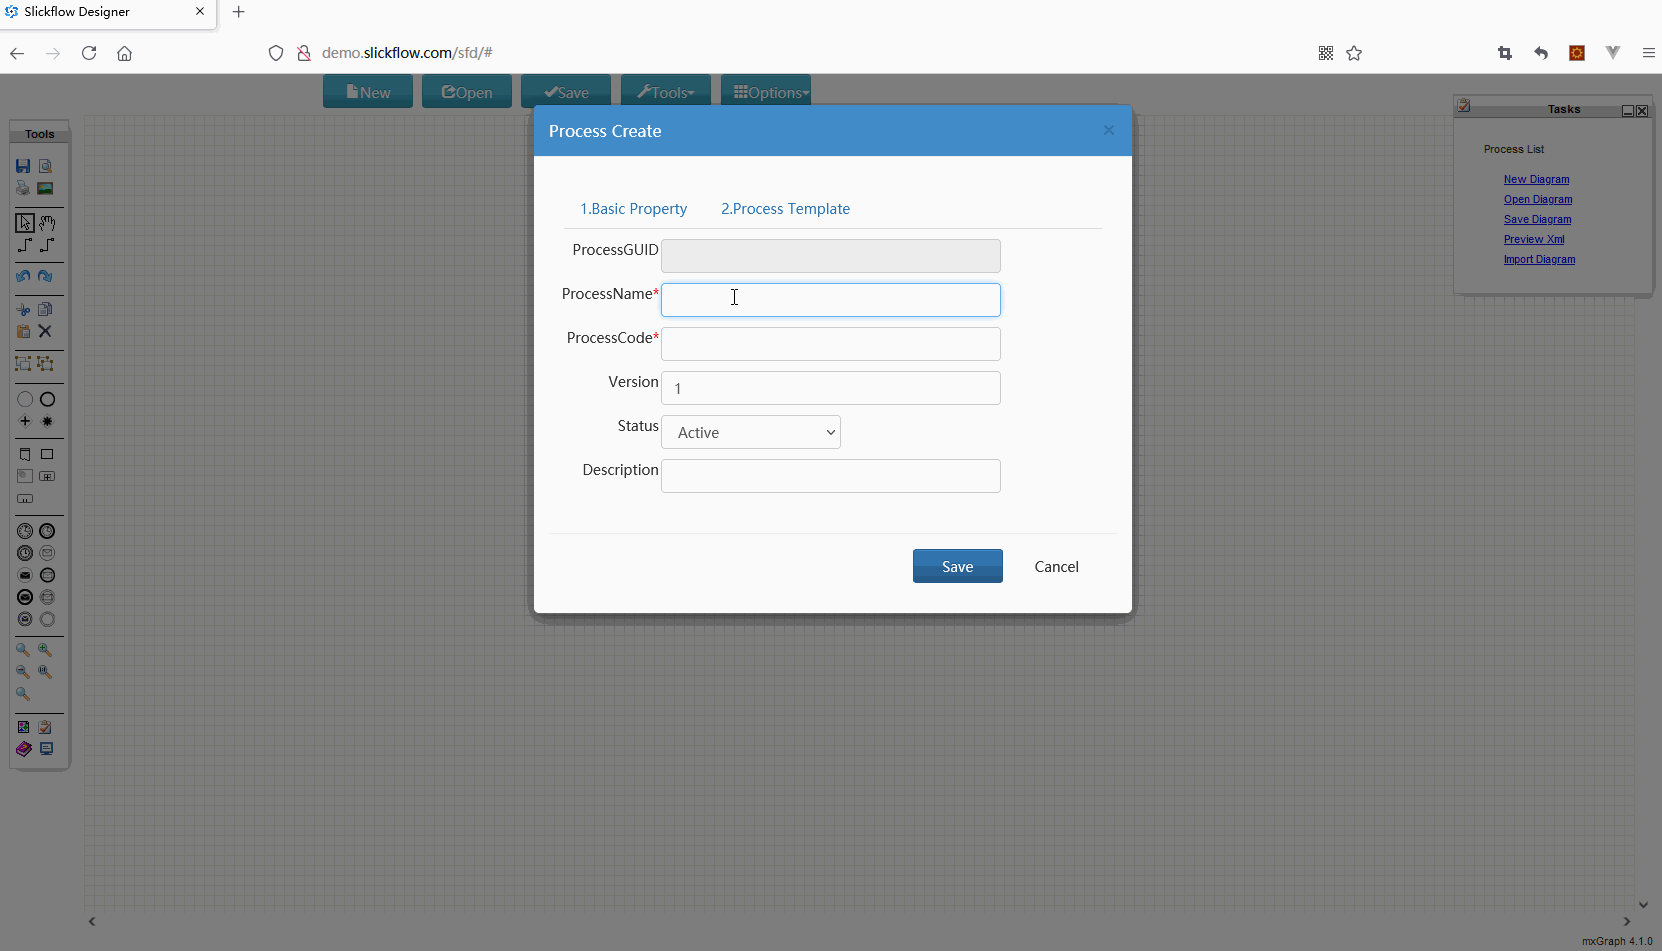 Slickflow Designer
demo.slickflow.com/sfd/#
New Open Save Tools Options
Tools
Process Create
1.Basic Property 2.Process Template
ProcessGUID
ProcessName*
ProcessCode*
Version 1
Status Active
Description
Save Cancel
Tasks
Process List
New Diagram
Open Diagram
Save Diagram
Preview Xml
Import Diagram
mxGraph 4.1.0